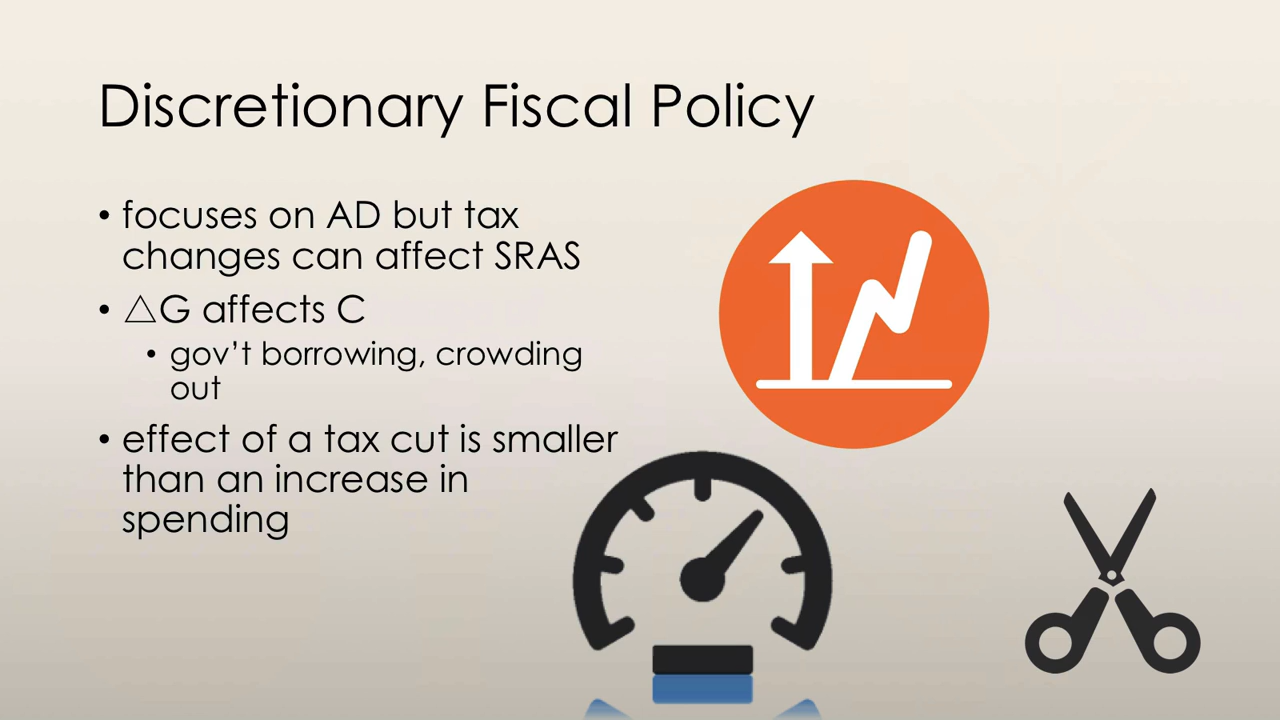 Discretionary Fiscal Policy
• focuses on AD but tax
changes can affect SRAS
• △G affects C
• gov’t borrowing, crowding
out
• effect of a tax cut is smaller
than an increase in
spending